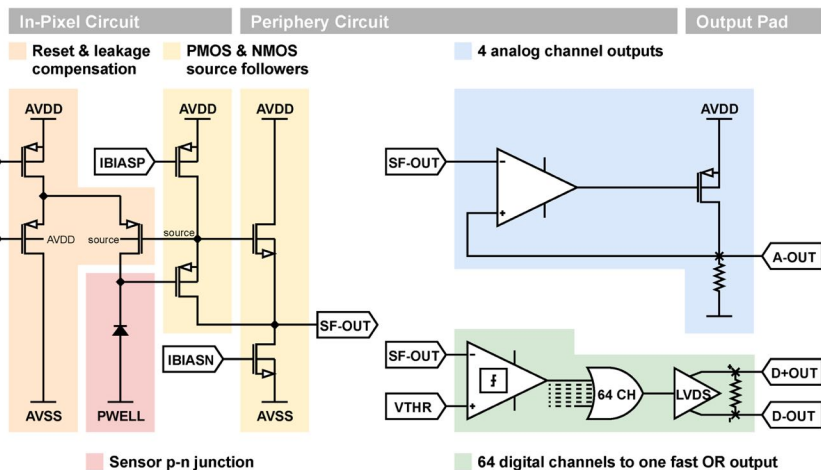 In-Pixel Circuit
Periphery Circuit
Output Pad
Reset & leakage
compensation
PMOS & NMOS
source followers
4 analog channel outputs
AVDD
AVDD
AVDD
AVDD
IBIASP
SF-OUT
AVDD
source
source
A-OUT
SF-OUT
IBIASN
SF-OUT
VTHR
64 CH
LVDS
D+OUT
D-OUT
AVSS
PWELL
AVSS
Sensor p-n junction
64 digital channels to one fast OR output